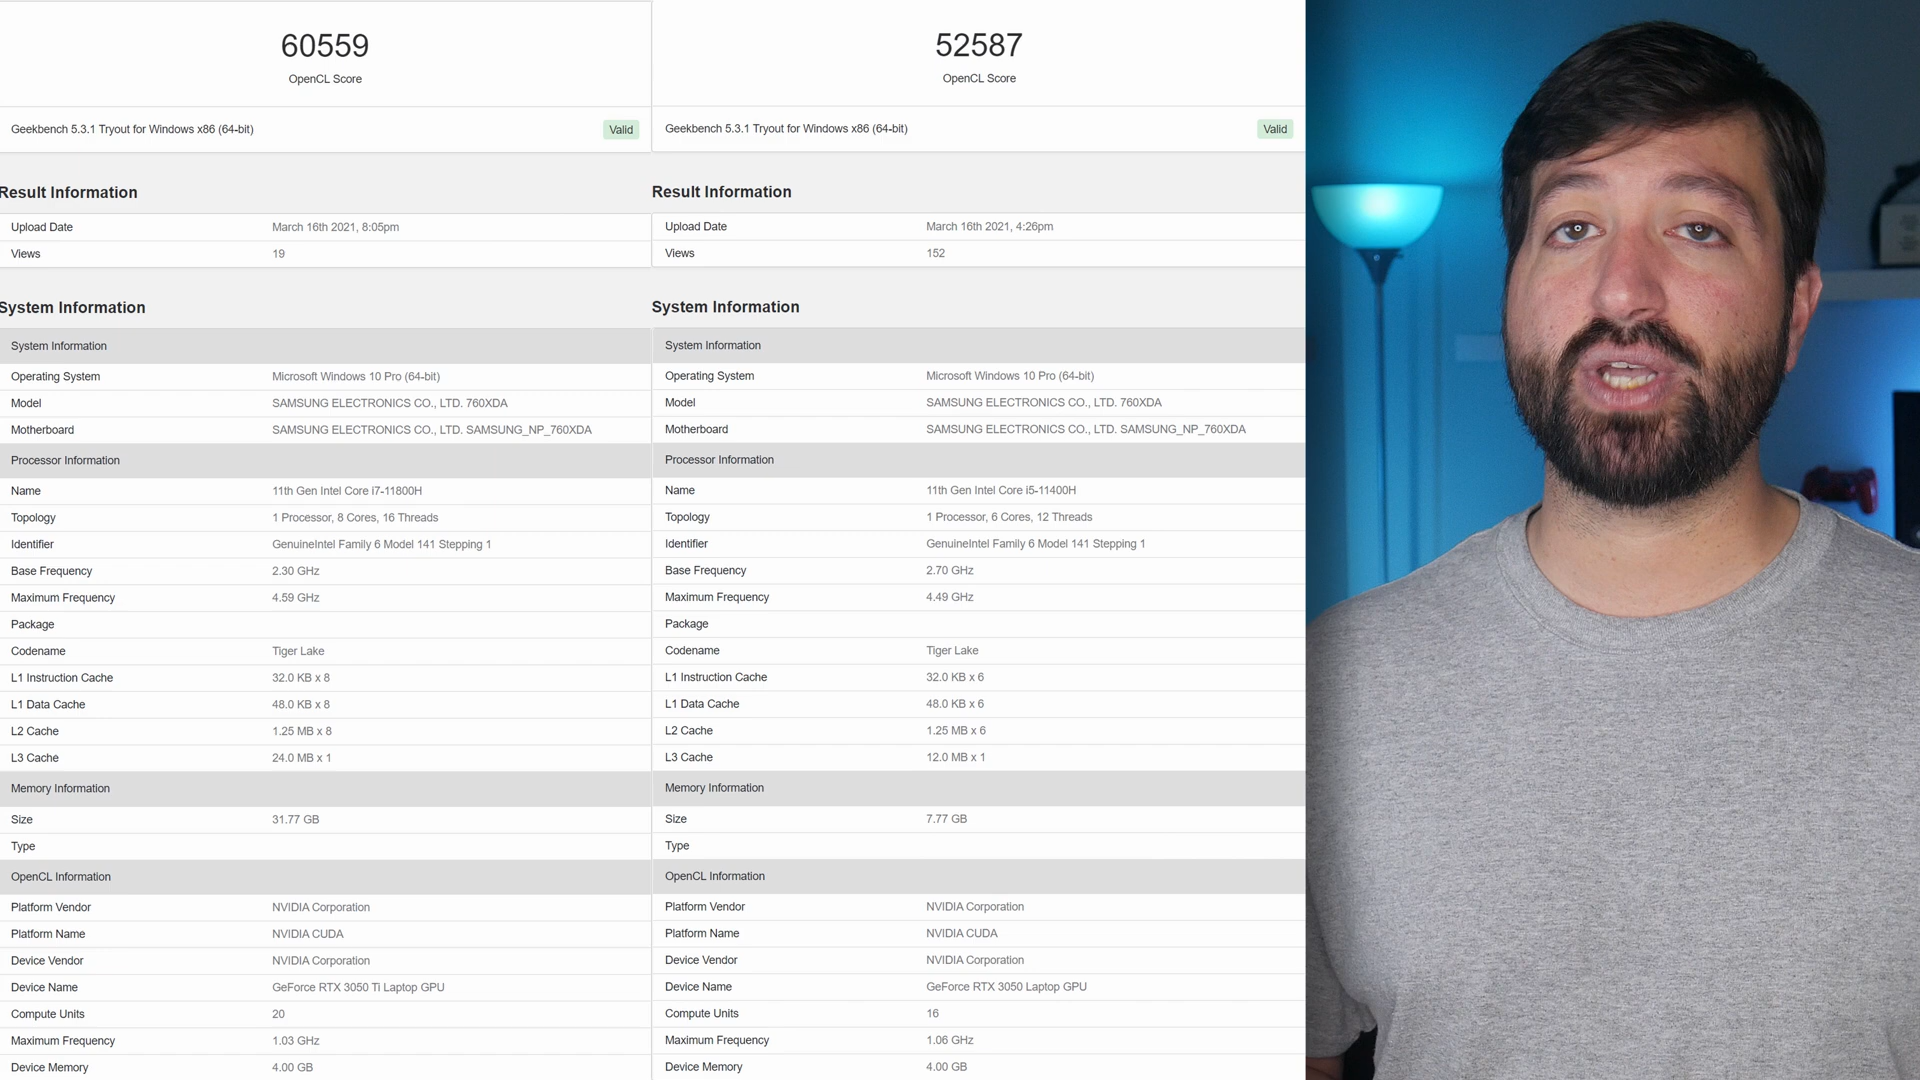 60559
OpenCL Score
Geekbench 5.3.1 Tryout for Windows x86 (64-bit)
Valid
Result Information
Upload Date March 16th 2021, 8:05pm
Views 19
System Information
System Information
Operating System Microsoft Windows 10 Pro (64-bit)
Model SAMSUNG ELECTRONICS CO., LTD. 760XDA
Motherboard SAMSUNG ELECTRONICS CO., LTD. SAMSUNG_NP_760XDA
Processor Information
Name 11th Gen Intel Core i7-11800H
Topology 1 Processor, 8 Cores, 16 Threads
Identifier GenuineIntel Family 6 Model 141 Stepping 1
Base Frequency 2.30 GHz
Maximum Frequency 4.59 GHz
Package
Codename Tiger Lake
L1 Instruction Cache 32.0 KB x 8
L1 Data Cache 48.0 KB x 8
L2 Cache 1.25 MB x 8
L3 Cache 24.0 MB x 1
Memory Information
Size 31.77 GB
Type
OpenCL Information
Platform Vendor NVIDIA Corporation
Platform Name NVIDIA CUDA
Device Vendor NVIDIA Corporation
Device Name GeForce RTX 3050 Ti Laptop GPU
Compute Units 20
Maximum Frequency 1.03 GHz
Device Memory 4.00 GB
52587
OpenCL Score
Geekbench 5.3.1 Tryout for Windows x86 (64-bit)
Valid
Result Information
Upload Date March 16th 2021, 4:26pm
Views 152
System Information
System Information
Operating System Microsoft Windows 10 Pro (64-bit)
Model SAMSUNG ELECTRONICS CO., LTD. 760XDA
Motherboard SAMSUNG ELECTRONICS CO., LTD. SAMSUNG_NP_760XDA
Processor Information
Name 11th Gen Intel Core i5-11400H
Topology 1 Processor, 6 Cores, 12 Threads
Identifier GenuineIntel Family 6 Model 141 Stepping 1
Base Frequency 2.70 GHz
Maximum Frequency 4.49 GHz
Package
Codename Tiger Lake
L1 Instruction Cache 32.0 KB x 6
L1 Data Cache 48.0 KB x 6
L2 Cache 1.25 MB x 6
L3 Cache 12.0 MB x 1
Memory Information
Size 7.77 GB
Type
OpenCL Information
Platform Vendor NVIDIA Corporation
Platform Name NVIDIA CUDA
Device Vendor NVIDIA Corporation
Device Name GeForce RTX 3050 Laptop GPU
Compute Units 16
Maximum Frequency 1.06 GHz
Device Memory 4.00 GB